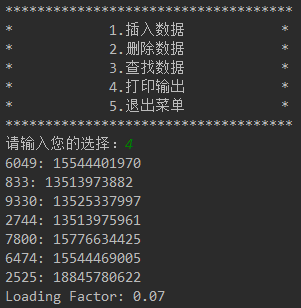 ************************************
* 1.插入数据 *
* 2.删除数据 *
* 3.查找数据 *
* 4.打印输出 *
* 5.退出菜单 *
************************************
请输入您的选择：4
6049: 15544401970
833: 13513973882
9330: 13525337997
2744: 13513975961
7800: 15776634425
6474: 15544469005
2525: 18845780622
Loading Factor: 0.07